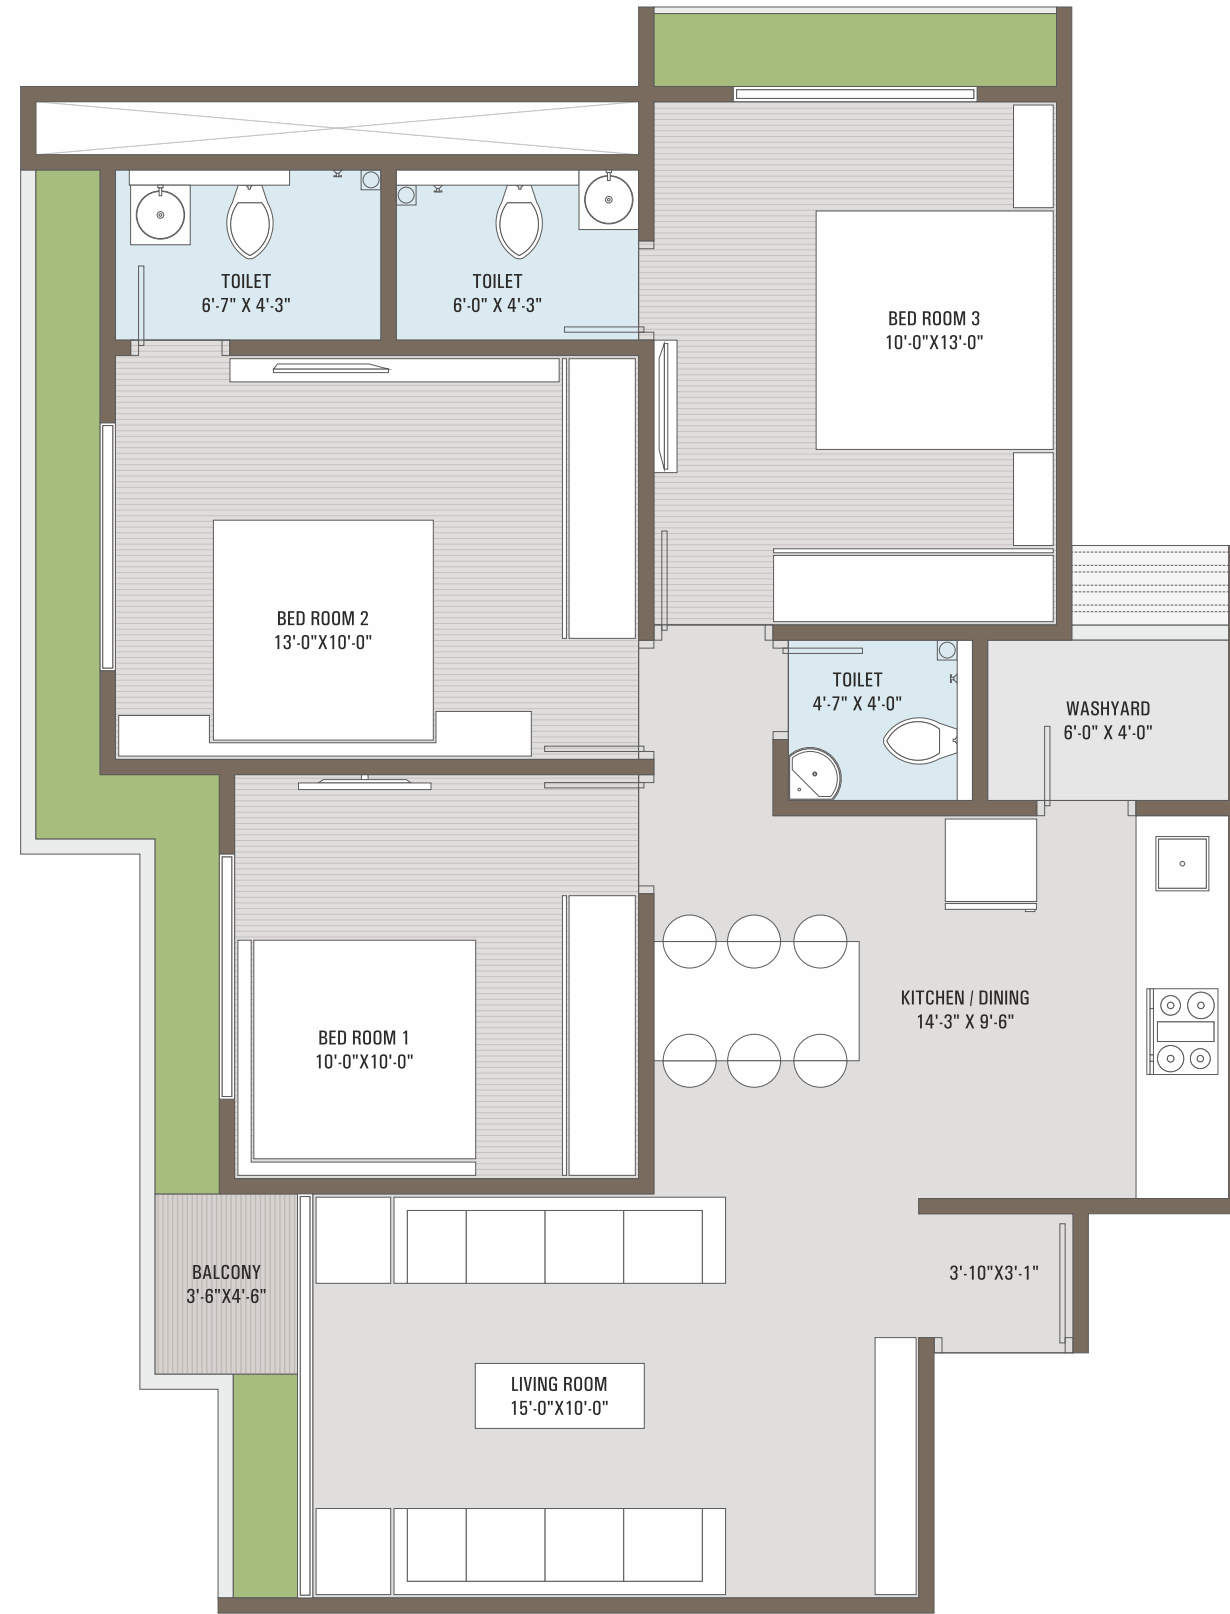 TOILET
6'-7" X 4'-3"
TOILET
6'-0" X 4'-3"
BED ROOM 3
10'-0"X13'-0"
BED ROOM 2
13'-0"X10'-0"
TOILET
4'-7" X 4'-0"
WASHYARD
6'-0" X 4'-0"
KITCHEN / DINING
14'-3" X 9'-6"
BED ROOM 1
10'-0"X10'-0"
BALCONY
3'-6"X4'-6"
3'-10"X3'-1"
LIVING ROOM
15'-0"X10'-0"